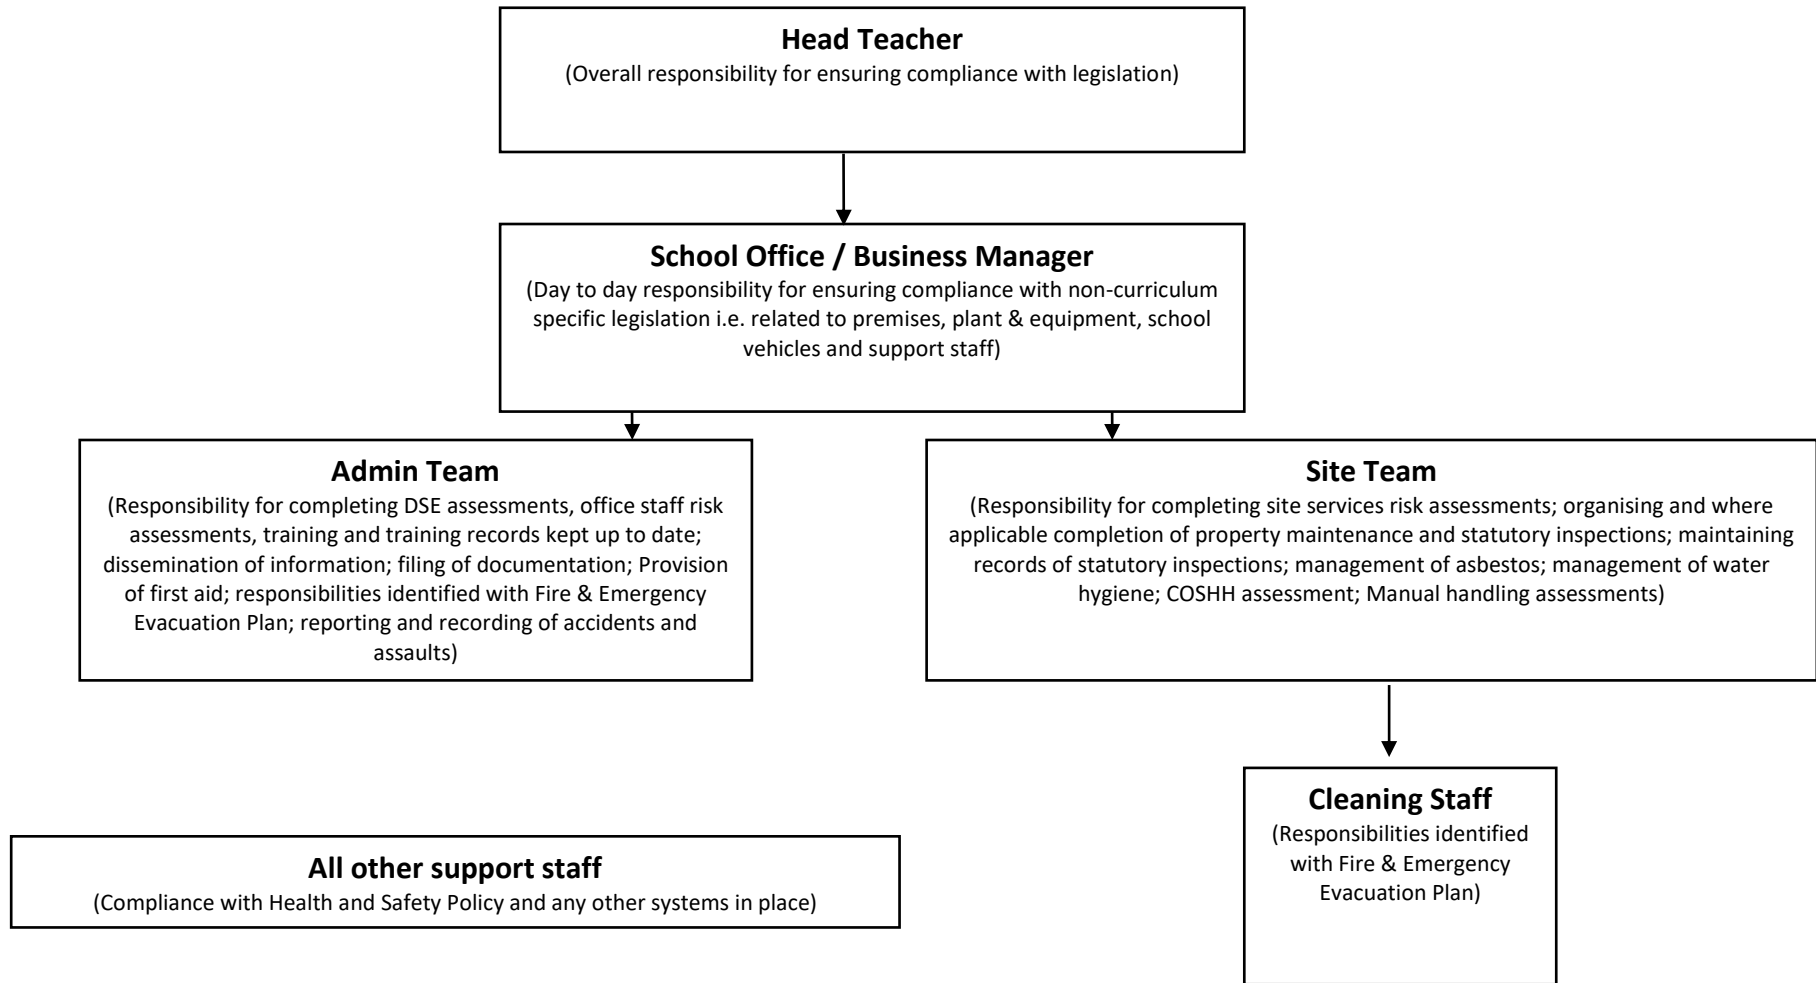 Head Teacher
(Overall responsibility for ensuring compliance with legislation)
School Office / Business Manager
(Day to day responsibility for ensuring compliance with non-curriculum
specific legislation i.e. related to premises, plant & equipment, school
vehicles and support staff)
Admin Team
(Responsibility for completing DSE assessments, office staff risk
assessments, training and training records kept up to date;
dissemination of information; filing of documentation; Provision
of first aid; responsibilities identified with Fire & Emergency
Evacuation Plan; reporting and recording of accidents and
assaults)
Site Team
(Responsibility for completing site services risk assessments; organising and where
applicable completion of property maintenance and statutory inspections; maintaining
records of statutory inspections; management of asbestos; management of water
hygiene; COSHH assessment; Manual handling assessments)
Cleaning Staff
(Responsibilities identified
with Fire & Emergency
Evacuation Plan)
All other support staff
(Compliance with Health and Safety Policy and any other systems in place)